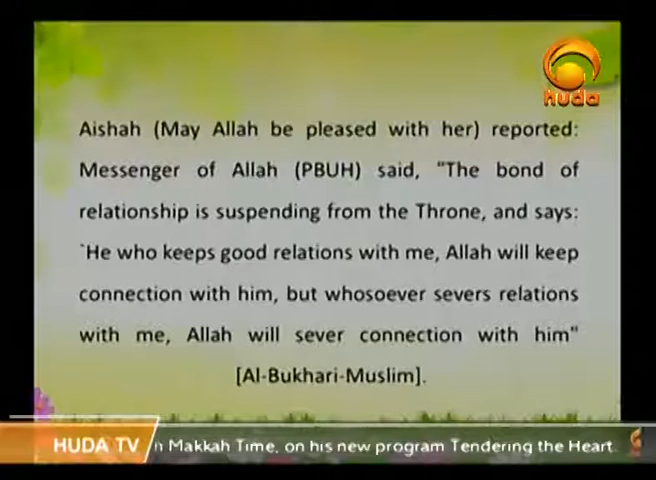 huda
Aishah (May Allah be pleased with her) reported:
Messenger of Allah (PBUH) said, "The bond of
relationship is suspending from the Throne, and says:
`He who keeps good relations with me, Allah will keep
connection with him, but whosoever severs relations
with me, Allah will sever connection with him"
[Al-Bukhari-Muslim].
HUDA TV
Makkah Time, on his new program Tendering the Heart.